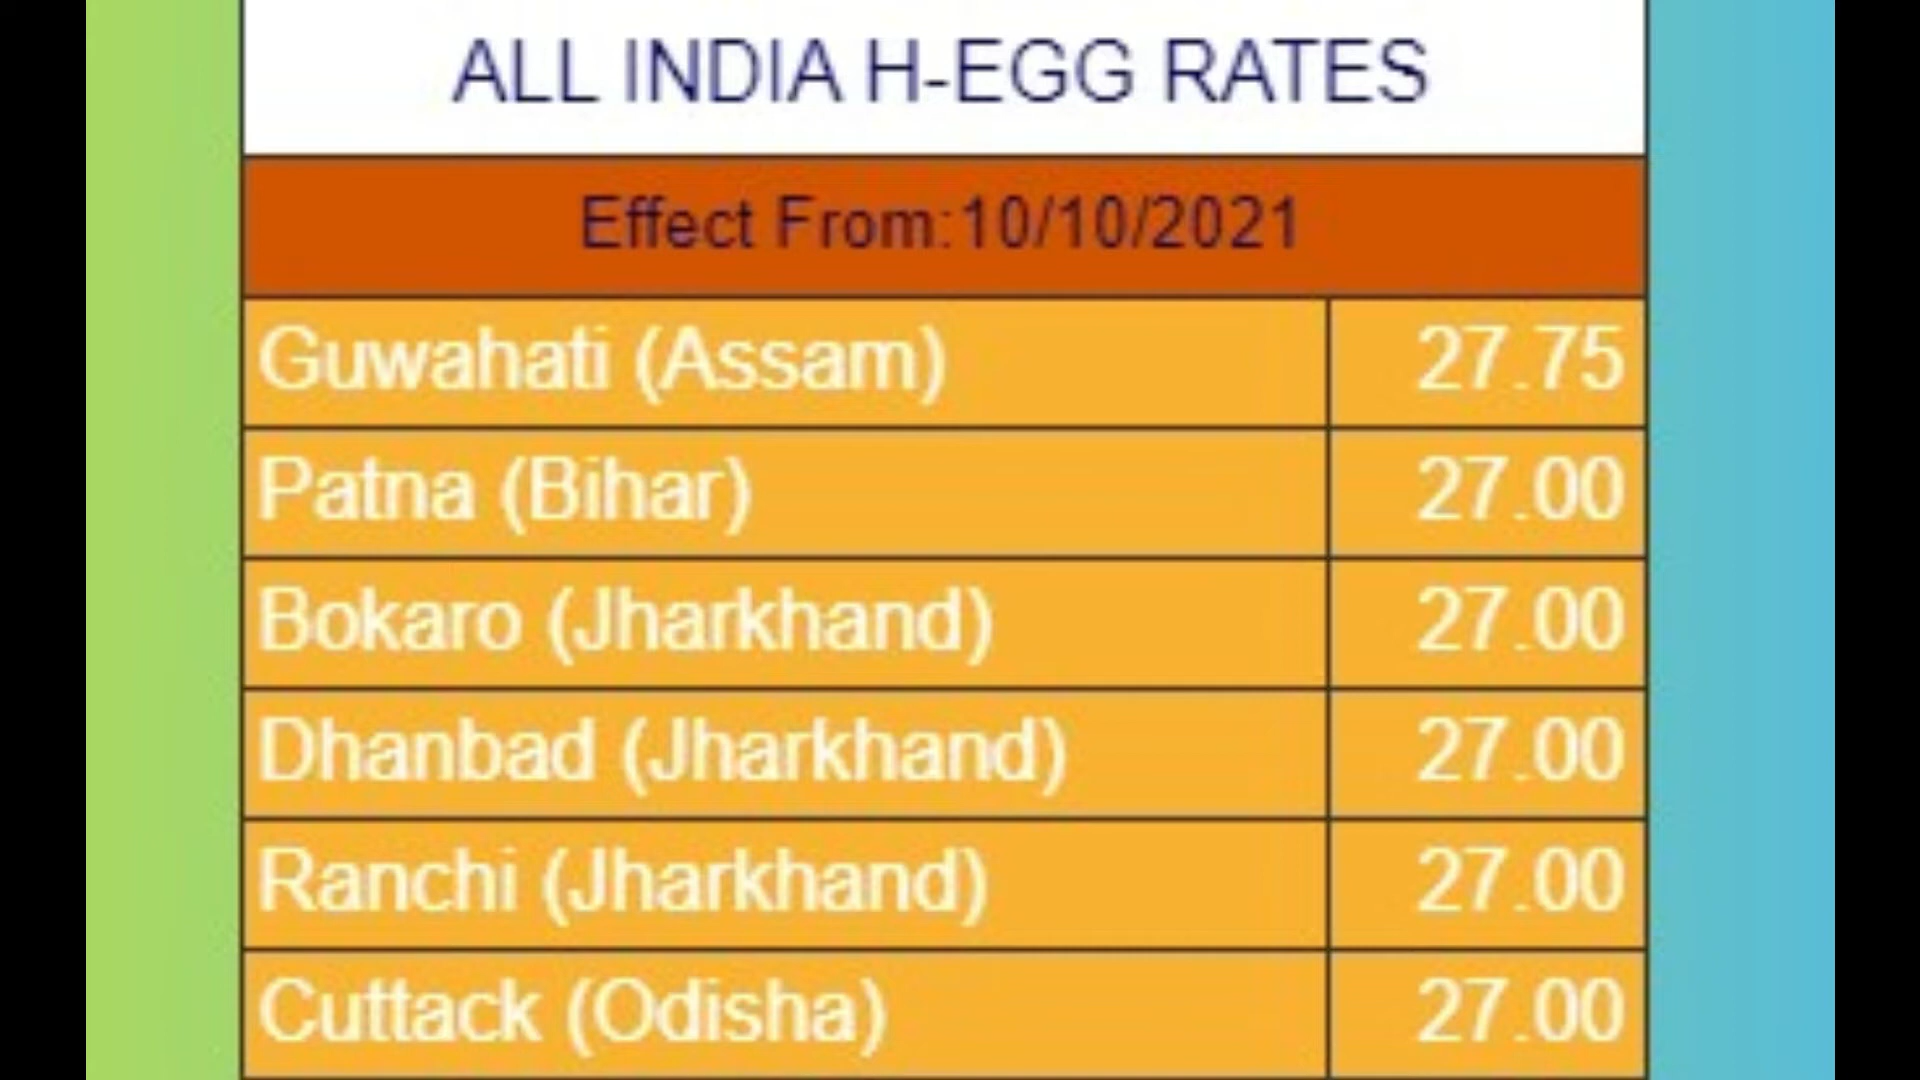 ALL INDIA H-EGG RATES
Effect From:10/10/2021
Guwahati (Assam) 27.75
Patna (Bihar) 27.00
Bokaro (Jharkhand) 27.00
Dhanbad (Jharkhand) 27.00
Ranchi (Jharkhand) 27.00
Cuttack (Odisha) 27.00